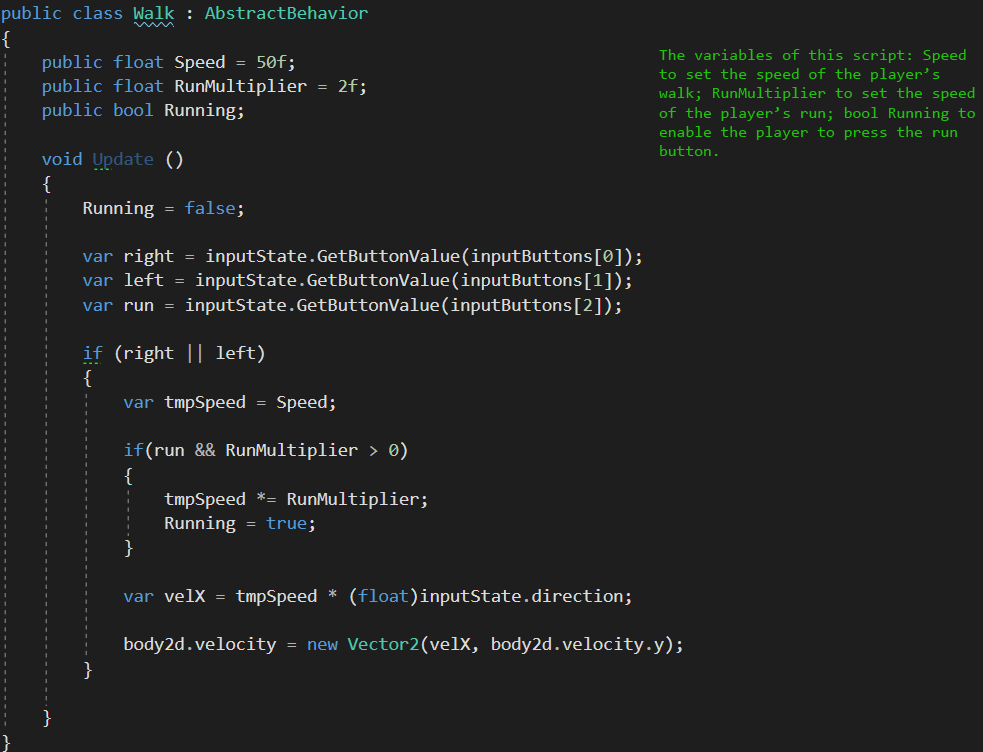 public class Walk : AbstractBehavior
{
    public float Speed = 50f;
    public float RunMultiplier = 2f;
    public bool Running;
    void Update ()
    {
        Running = false;
        var right = inputState.GetButtonValue(inputButtons[0]);
        var left = inputState.GetButtonValue(inputButtons[1]);
        var run = inputState.GetButtonValue(inputButtons[2]);
        if (right || left)
        {
            var tmpSpeed = Speed;
            if(run && RunMultiplier > 0)
            {
                tmpSpeed *= RunMultiplier;
                Running = true;
            }
            var velX = tmpSpeed * (float)inputState.direction;
            body2d.velocity = new Vector2(velX, body2d.velocity.y);
        }
    }
}
The variables of this script: Speed
to set the speed of the player’s
walk; RunMultiplier to set the speed
of the player’s run; bool Running to
enable the player to press the run
button.